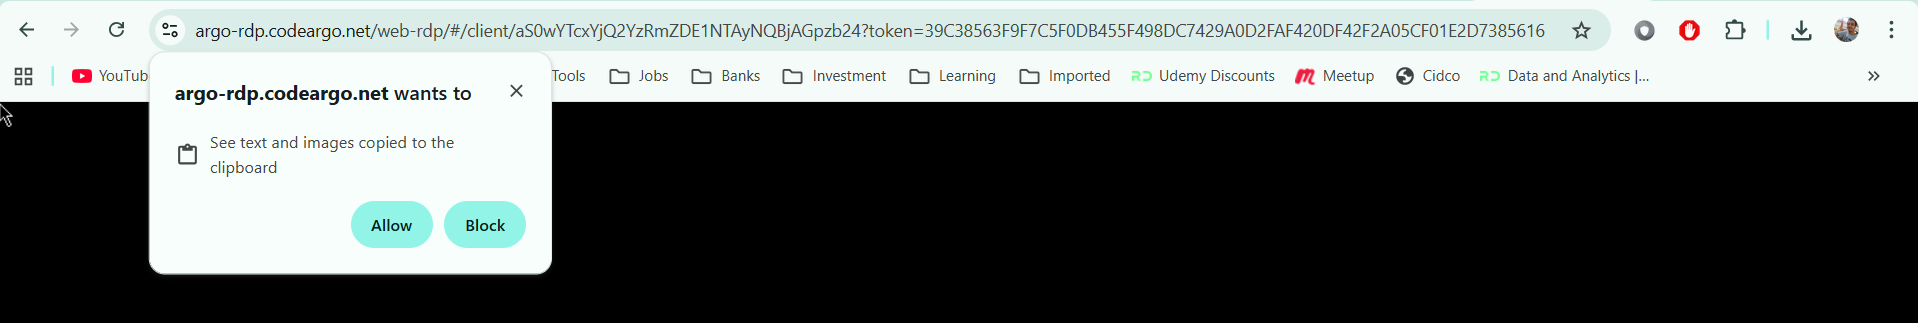 argo-rdp.codeargo.net/web-rdp/#/client/aS0wYTcxYjQ2YzRmZDE1NTAyNQBjAGpzb24?token=39C38563F9F7C5F0DB455F498DC7429A0D2FAF420DF42F2A05CF01E2D7385616
YouTub Tools Jobs Banks Investment Learning Imported RD Udemy Discounts Meetup Cidco RD Data and Analytics |... »
argo-rdp.codeargo.net wants to
See text and images copied to the
clipboard
Allow Block